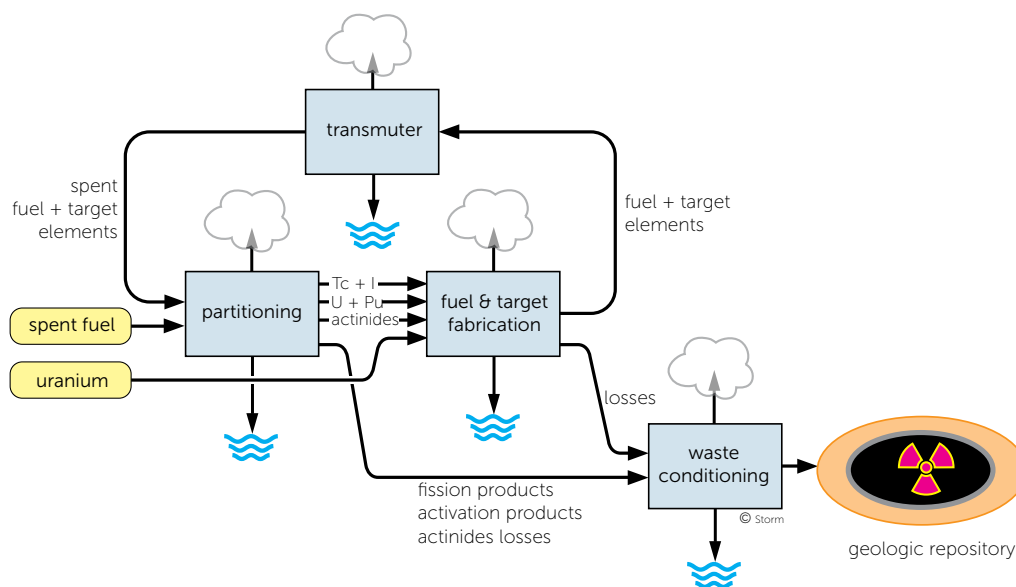 transmuter
spent
fuel + target
elements
fuel + target
elements
Tc + I
U + Pu
actinides
partitioning
fuel & target
fabrication
spent fuel
uranium
losses
waste
conditioning
fission products
activation products
actinides losses
© Storm
geologic repository